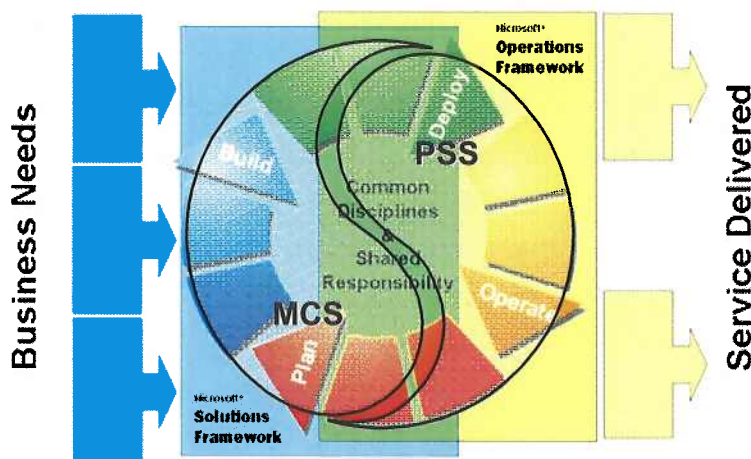 Business Needs
Microsoft®
Operations
Framework
Build
Deploy
PSS
Common
Disciplines
&
Shared
Responsibility
MCS
Operate
Plan
Microsoft®
Solutions
Framework
Service Delivered